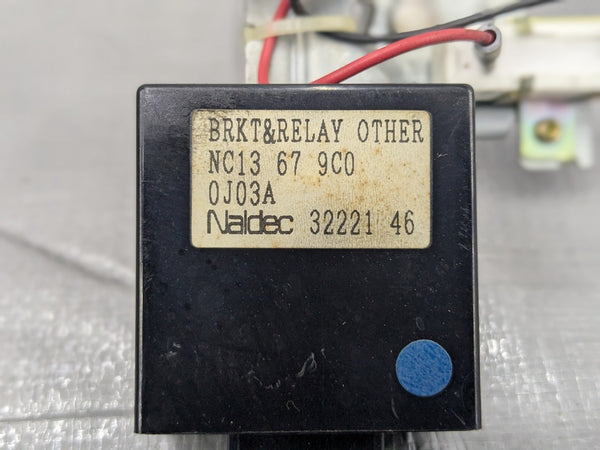 BRKT&RELAY OTHER
NC13 67 9C0
0J03A
Naldec 32221 46